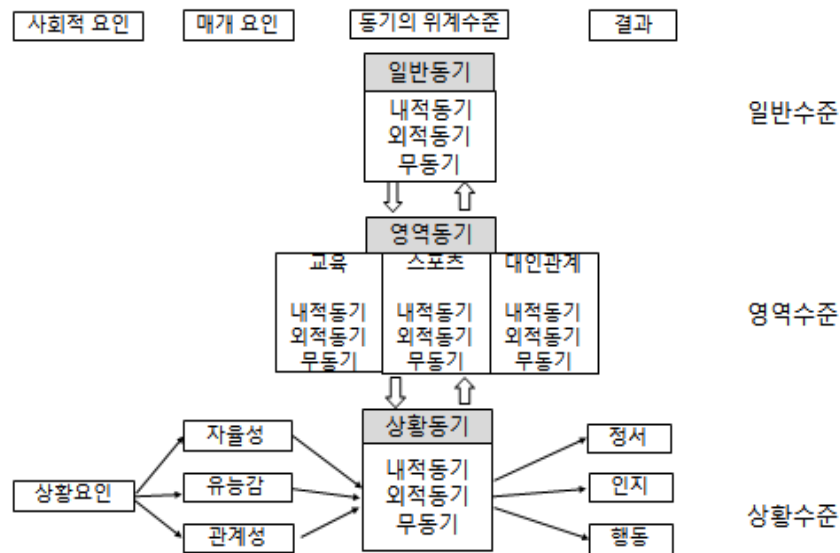 사회적 요인 매개 요인 동기의 위계수준 결과
일반동기
내적동기
외적동기
무동기
일반수준
영역동기
교육 스포츠 대인관계
내적동기 내적동기 내적동기
외적동기 외적동기 외적동기
무동기 무동기 무동기
영역수준
상황동기
자율성
정서
내적동기
상황요인 유능감 외적동기 인지
무동기
상황수준
관계성
행동